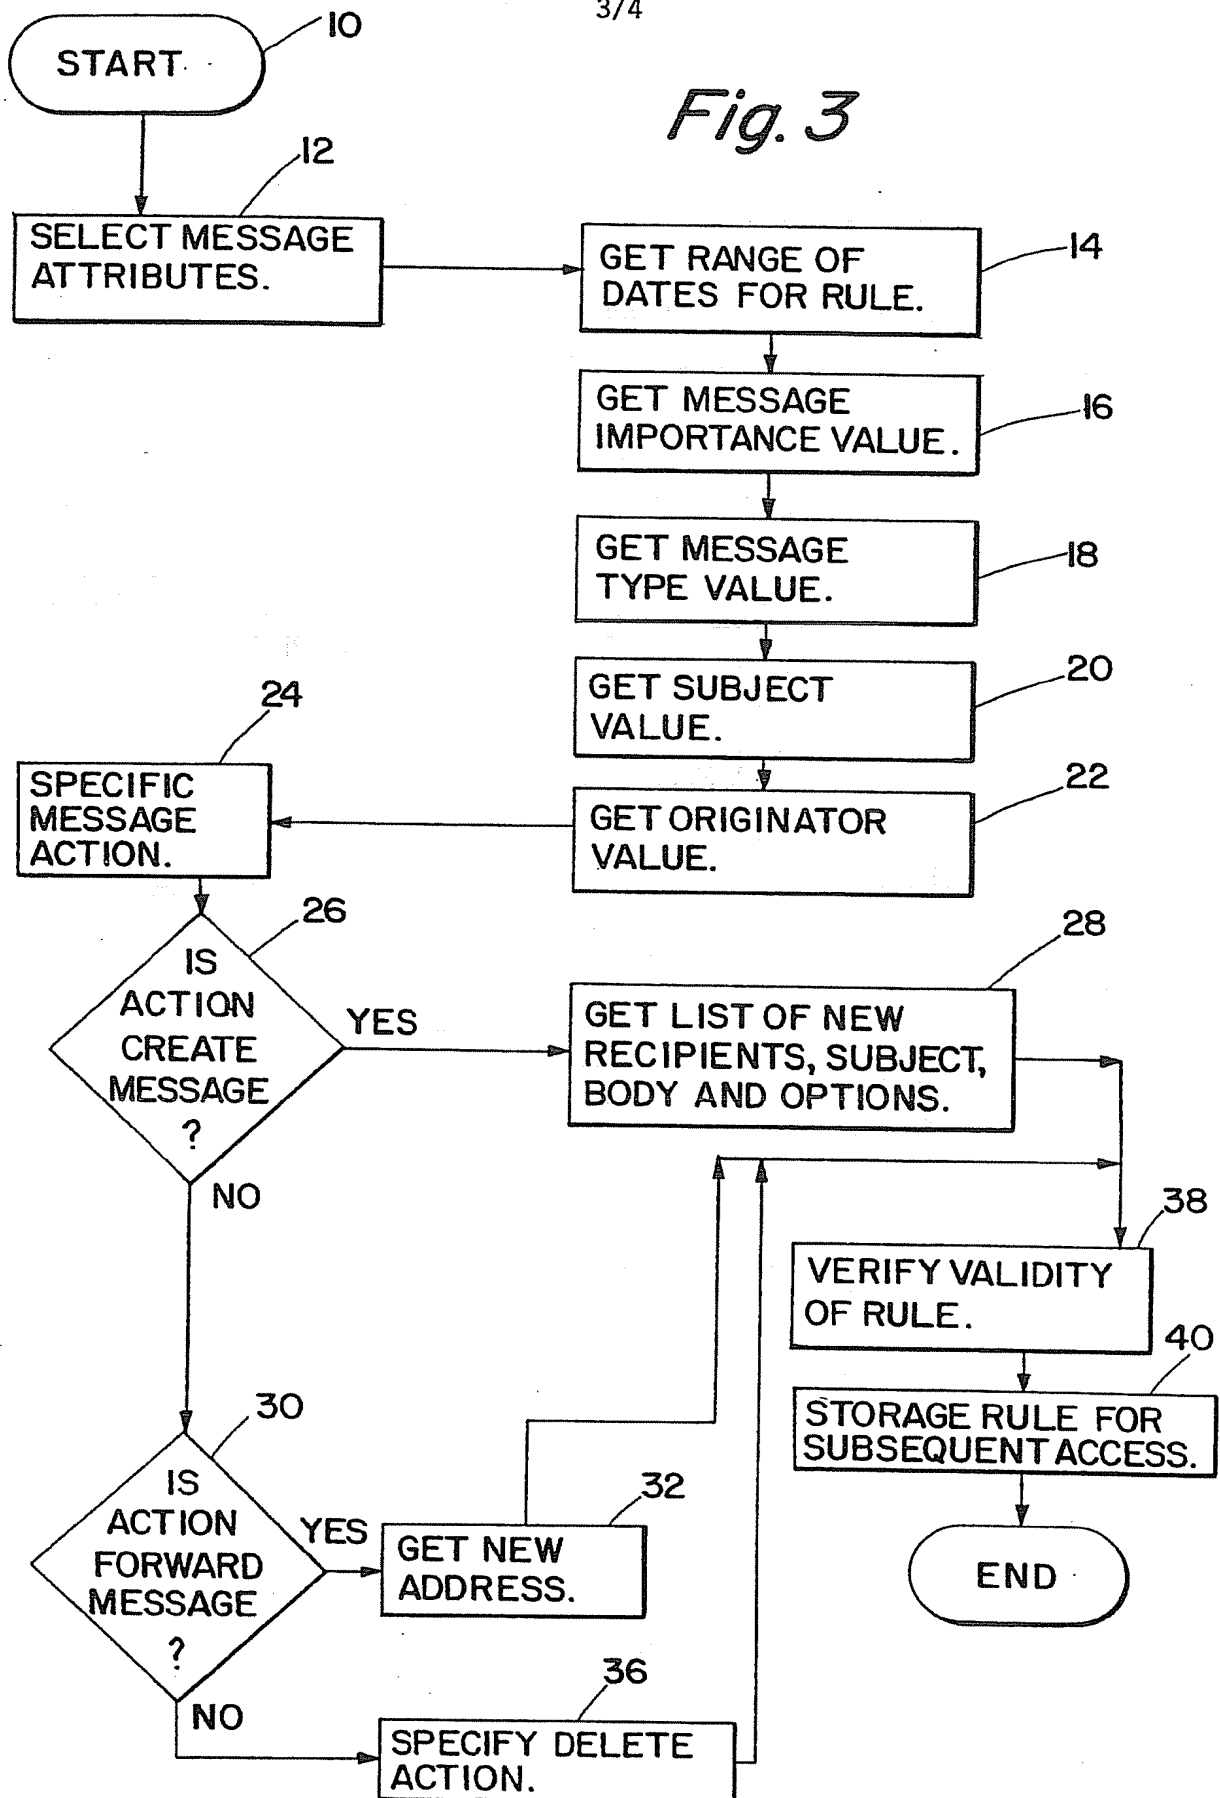 3/4
START
10
Fig. 3
12
SELECT MESSAGE
ATTRIBUTES.
GET RANGE OF
DATES FOR RULE.
14
GET MESSAGE
IMPORTANCE VALUE.
16
GET MESSAGE
TYPE VALUE.
18
GET SUBJECT
VALUE.
20
GET ORIGINATOR
VALUE.
22
24
SPECIFIC
MESSAGE
ACTION.
26
IS
ACTION
CREATE
MESSAGE
?
YES
NO
28
GET LIST OF NEW
RECIPIENTS, SUBJECT,
BODY AND OPTIONS.
30
IS
ACTION
FORWARD
MESSAGE
?
YES
NO
32
GET NEW
ADDRESS.
36
SPECIFY DELETE
ACTION.
38
VERIFY VALIDITY
OF RULE.
40
STORAGE RULE FOR
SUBSEQUENT ACCESS.
END